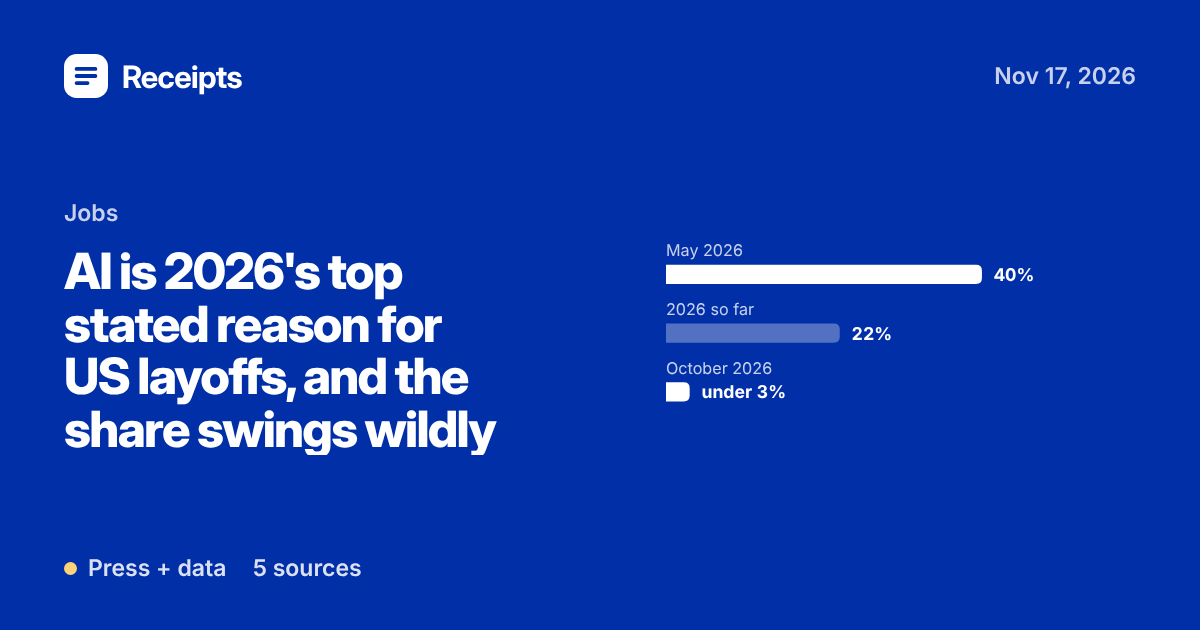 Receipts
Nov 17, 2026
Jobs
AI is 2026's top
stated reason for
US layoffs, and the
share swings wildly
May 2026
40%
2026 so far
22%
October 2026
under 3%
Press + data 5 sources